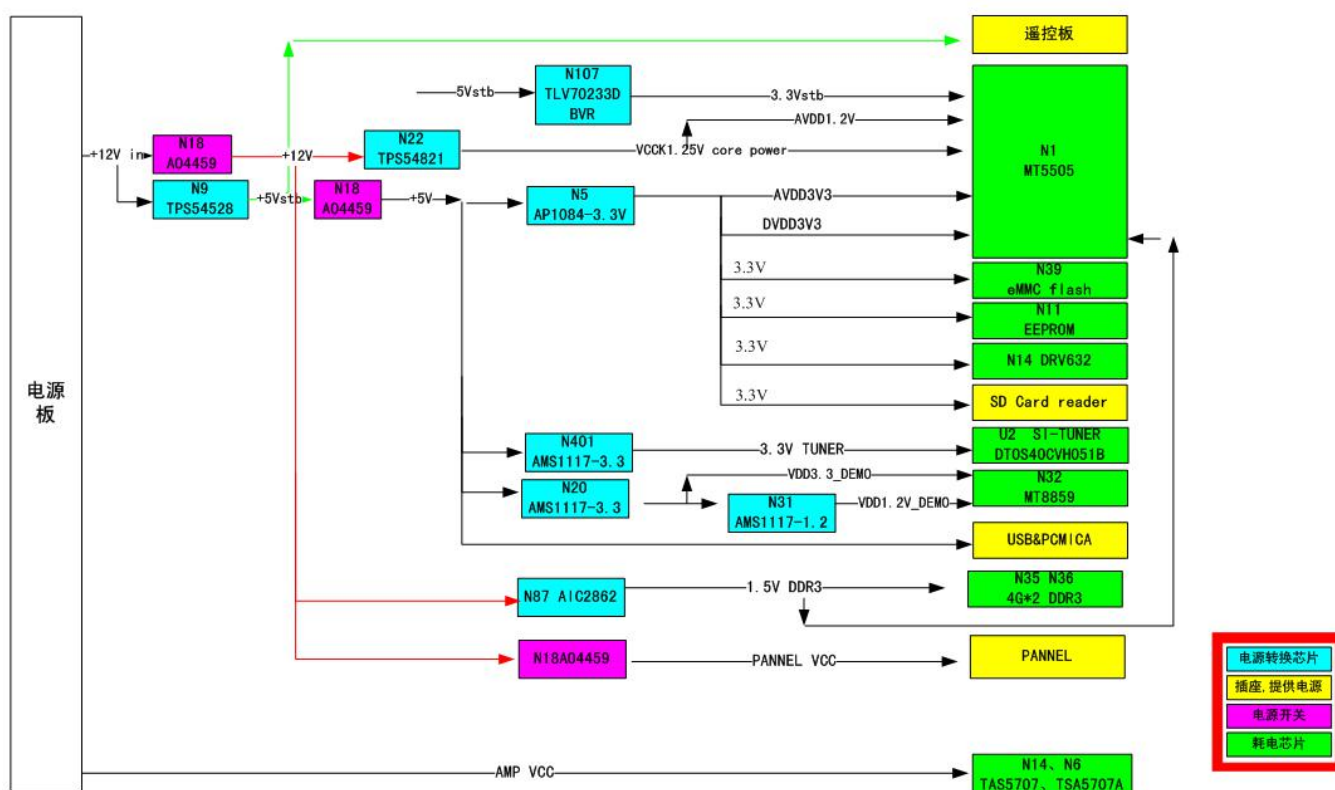 遥控板
N107
TLV70233D
BVR
5Vstb
3.3Vstb
AVDD1.2V
N1
MT5505
+12V in
N18
AO4459
+12V
N22
TPS54821
VCCK1.25V core power
N9
TPS54528
+5Vstb
N18
AO4459
+5V
N5
AP1084-3.3V
AVDD3V3
DVDD3V3
3.3V
N39
eMMC flash
3.3V
N11
EEPROM
3.3V
N14 DRV632
电源
板
3.3V
SD Card reader
N401
AMS1117-3.3
3.3V TUNER
U2 SI-TUNER
DTOS40CVH051B
N20
AMS1117-3.3
VDD3.3_DEMO
N32
MT8859
N31
AMS1117-1.2
VDD1.2V_DEMO
USB&PCMICA
N87 AIC2862
1.5V DDR3
N35 N36
4G*2 DDR3
N18AO4459
PANNEL VCC
PANNEL
电源转换芯片
插座,提供电源
电源开关
耗电芯片
AMP VCC
N14、N6
TAS5707、TSA5707A